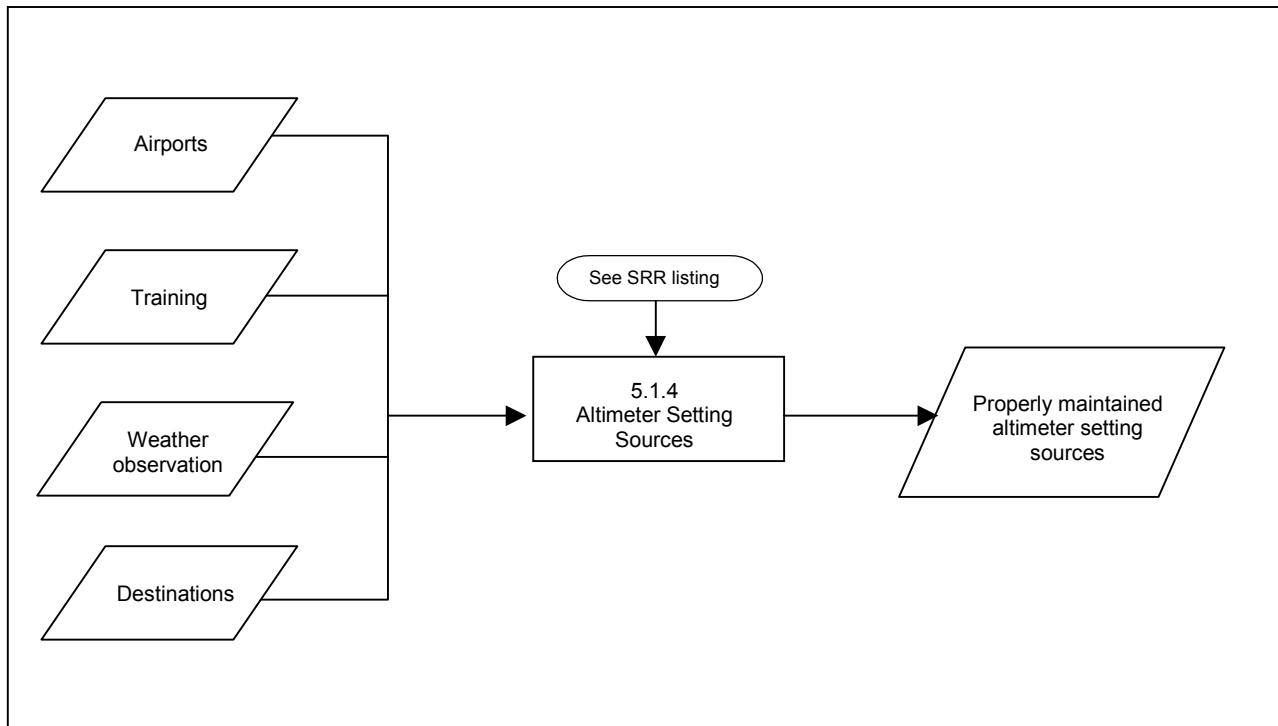 Airports
Training
Weather
observation
Destinations
See SRR listing
5.1.4
Altimeter Setting
Sources
Properly maintained
altimeter setting
sources